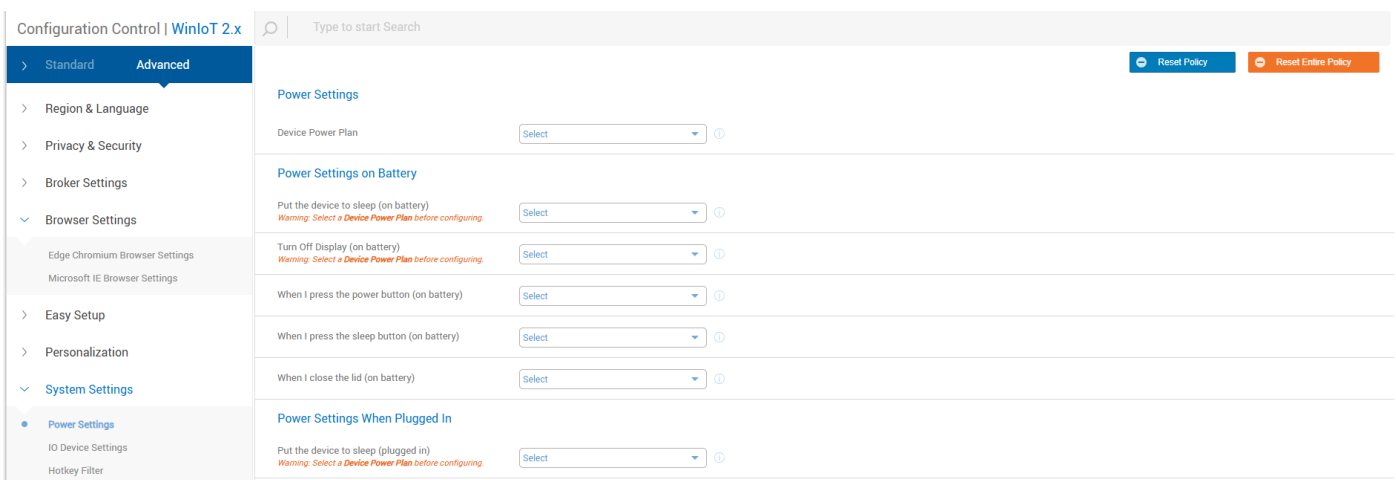 Configuration Control | WinIoT 2.x
Type to start Search
Standard
Advanced
Reset Policy
Reset Entire Policy
Region & Language
Privacy & Security
Broker Settings
Browser Settings
Edge Chromium Browser Settings
Microsoft IE Browser Settings
Easy Setup
Personalization
System Settings
Power Settings
IO Device Settings
Hotkey Filter
Power Settings
Device Power Plan
Select
Power Settings on Battery
Put the device to sleep (on battery)
Warning: Select a Device Power Plan before configuring.
Select
Turn Off Display (on battery)
Warning: Select a Device Power Plan before configuring.
Select
When I press the power button (on battery)
Select
When I press the sleep button (on battery)
Select
When I close the lid (on battery)
Select
Power Settings When Plugged In
Put the device to sleep (plugged in)
Warning: Select a Device Power Plan before configuring.
Select